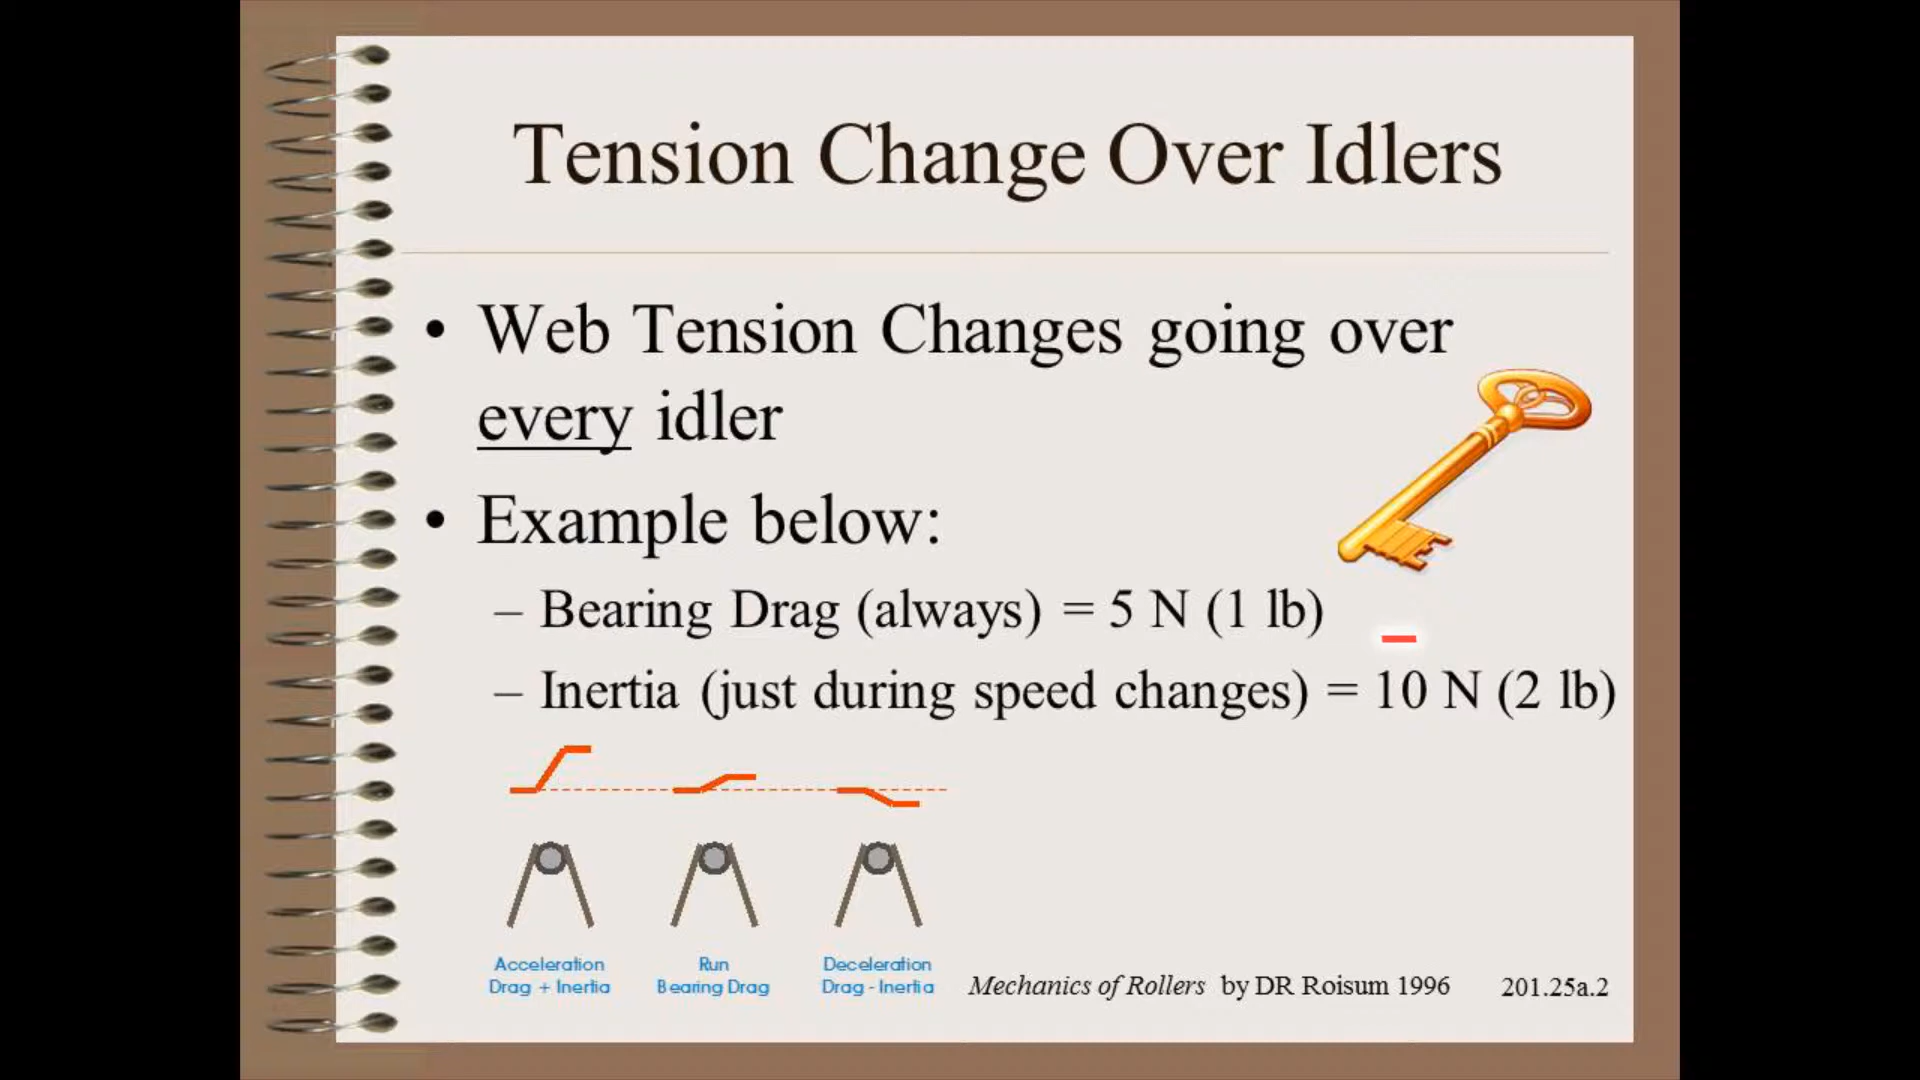 Tension Change Over Idlers
• Web Tension Changes going over
every idler
• Example below:
– Bearing Drag (always) = 5 N (1 lb)
– Inertia (just during speed changes) = 10 N (2 lb)
Acceleration
Drag + Inertia
Run
Bearing Drag
Deceleration
Drag - Inertia
Mechanics of Rollers by DR Roisum 1996
201.25a.2